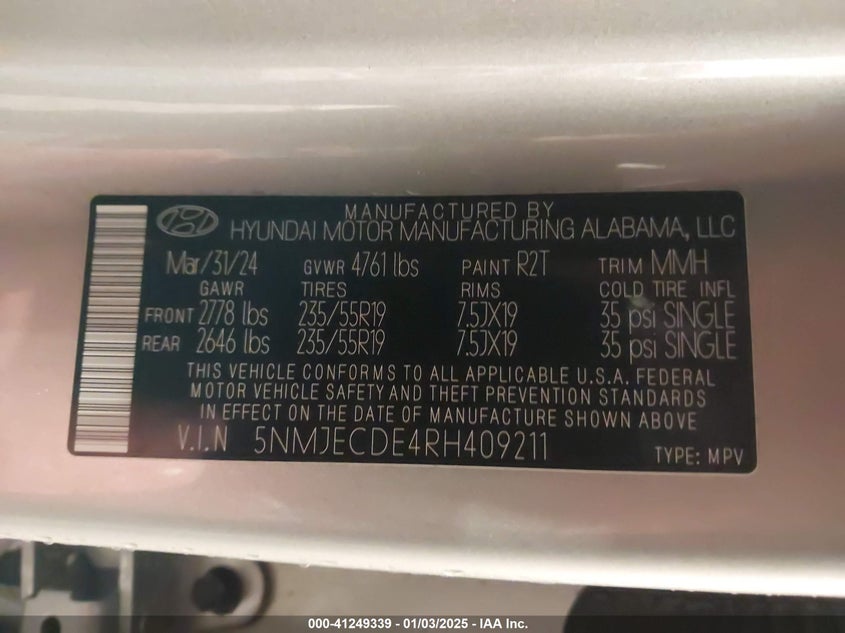 MANUFACTURED BY
HYUNDAI MOTOR MANUFACTURING ALABAMA, LLC
Mar/31/24 GVWR 4761 lbs PAINT R2T TRIM MMH
GAWR TIRES RIMS COLD TIRE INFL
FRONT 2778 lbs 235/55R19 7.5JX19 35 psi SINGLE
REAR 2646 lbs 235/55R19 7.5JX19 35 psi SINGLE
THIS VEHICLE CONFORMS TO ALL APPLICABLE U.S.A. FEDERAL
MOTOR VEHICLE SAFETY AND THEFT PREVENTION STANDARDS
IN EFFECT ON THE DATE OF MANUFACTURE SHOWN ABOVE
V.I.N 5NMJECDE4RH409211 TYPE: MPV
000-41249339 - 01/03/2025 - IAA Inc.